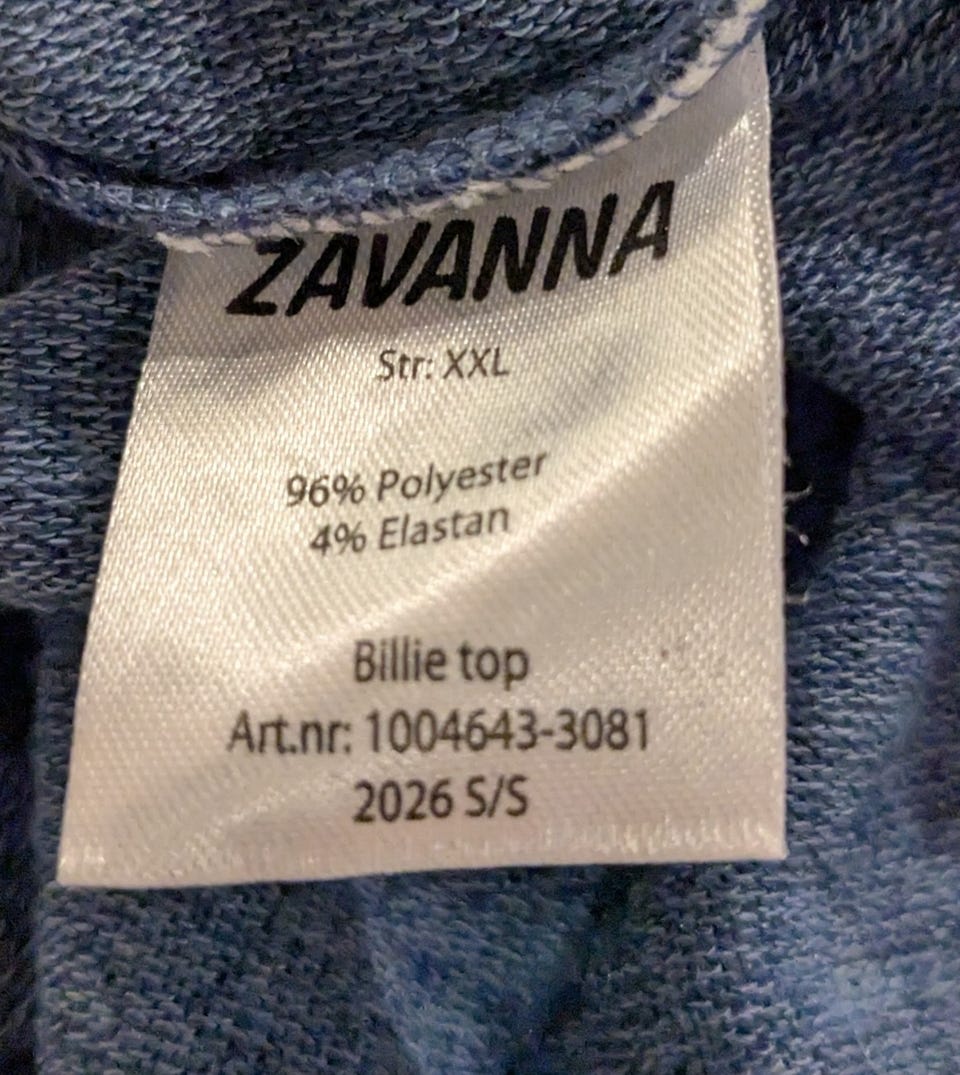 ZAVANNA
Str: XXL
96% Polyester
4% Elastan
Billie top
Art.nr: 1004643-3081
2026 S/S